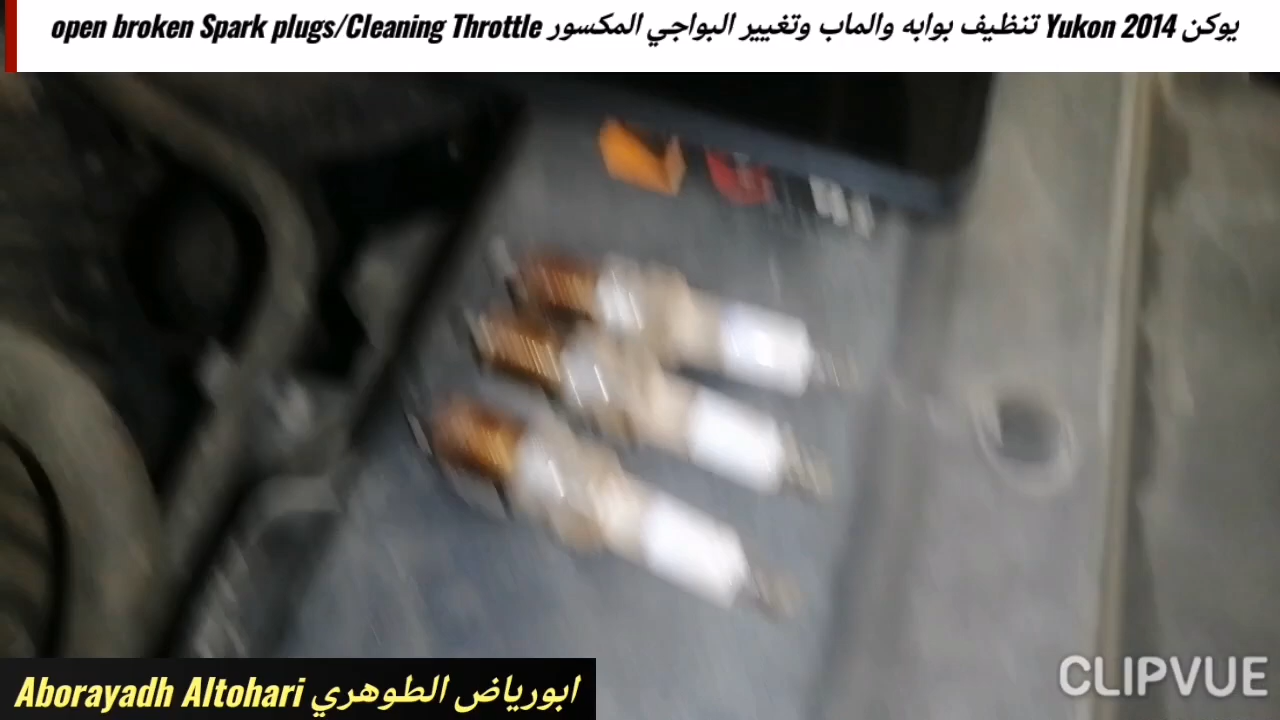 يوكن Yukon 2014 تنظيف بوابه والماب وتغيير البواجي المكسور open broken Spark plugs/Cleaning Throttle
Aborayadh Altohari ابورياض الطوهري
CLIPVUE